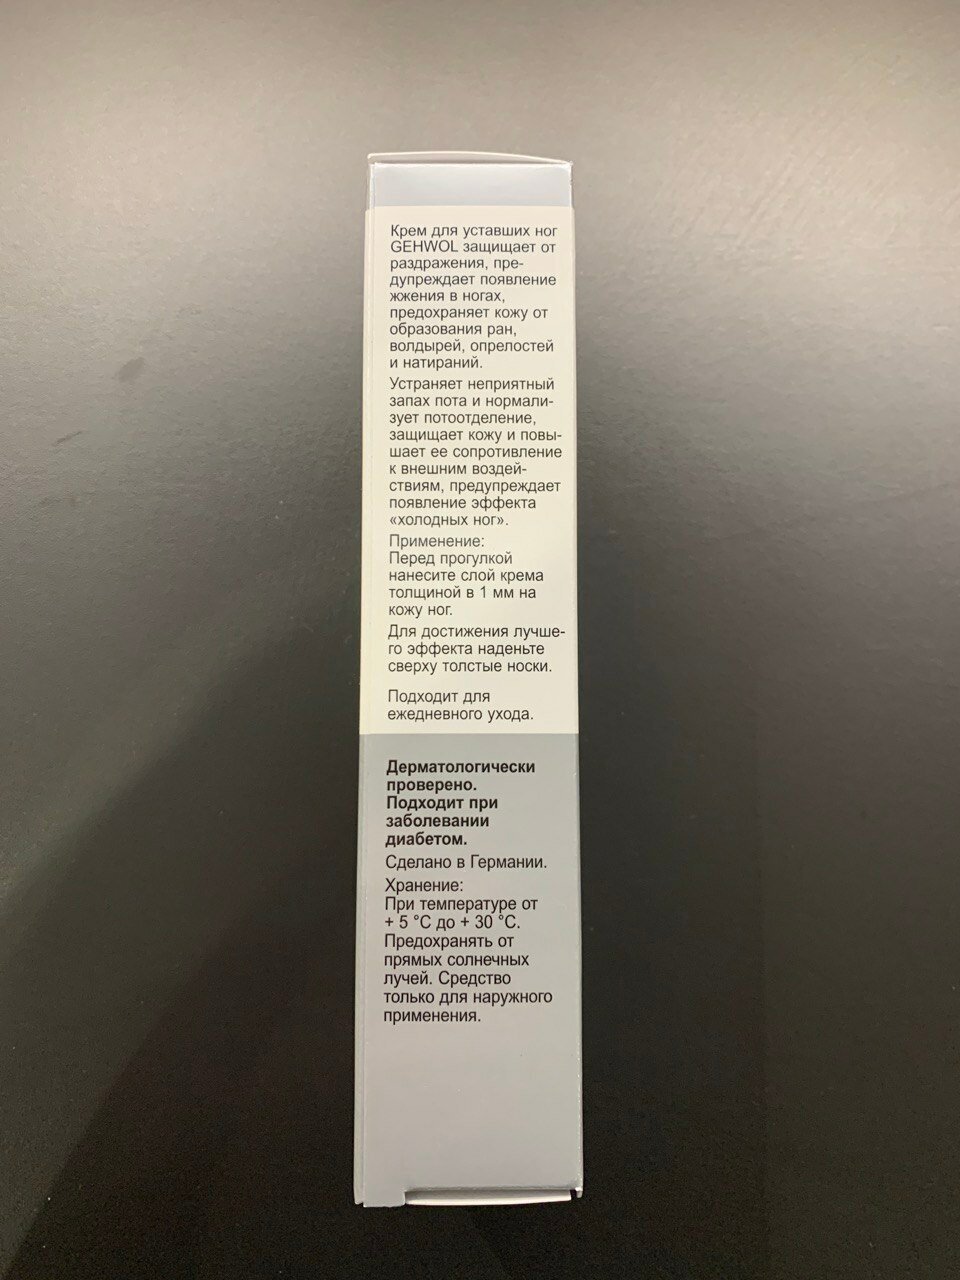 Крем для уставших ног
GEHWOL защищает от
раздражения, пре-
дупреждает появление
жжения в ногах,
предохраняет кожу от
образования ран,
волдырей, опрелостей
и натираний.
Устраняет неприятный
запах пота и нормали-
зует потоотделение,
защищает кожу и повы-
шает ее сопротивление
к внешним воздей-
ствиям, предупреждает
появление эффекта
«холодных ног».
Применение:
Перед прогулкой
нанесите слой крема
толщиной в 1 мм на
кожу ног.
Для достижения лучше-
го эффекта наденьте
сверху толстые носки.
Подходит для
ежедневного ухода.
Дерматологически
проверено.
Подходит при
заболевании
диабетом.
Сделано в Германии.
Хранение:
При температуре от
+ 5 °C до + 30 °C.
Предохранять от
прямых солнечных
лучей. Средство
только для наружного
применения.